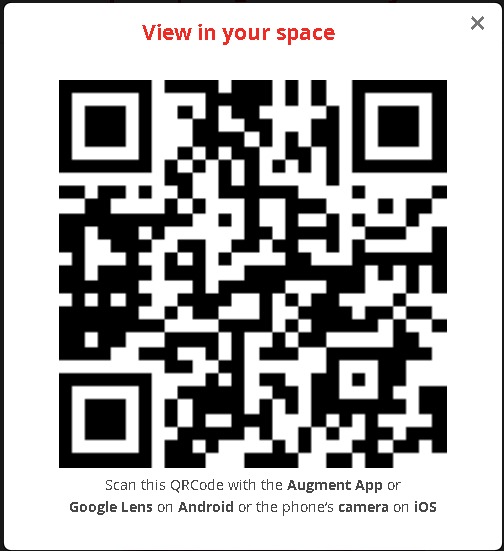 View in your space
Scan this QRCode with the Augment App or
Google Lens on Android or the phone's camera on iOS